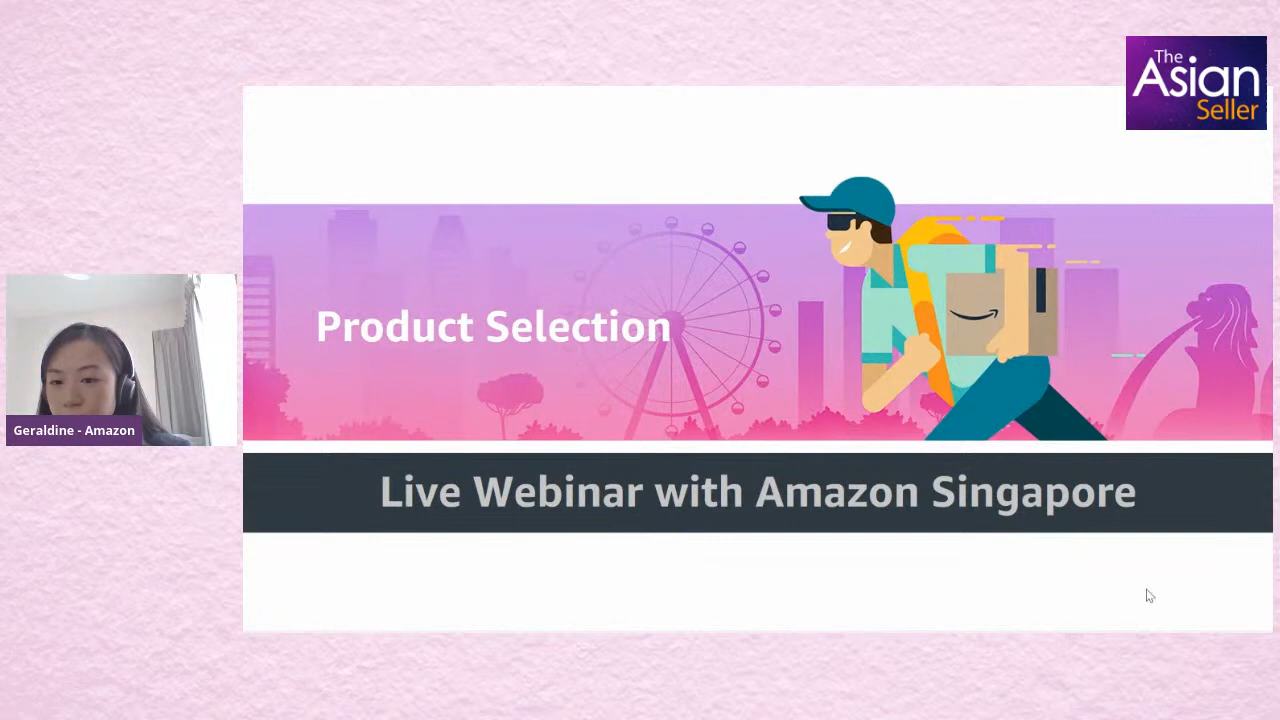 The
Asian
Seller
Product Selection
Geraldine - Amazon
Live Webinar with Amazon Singapore